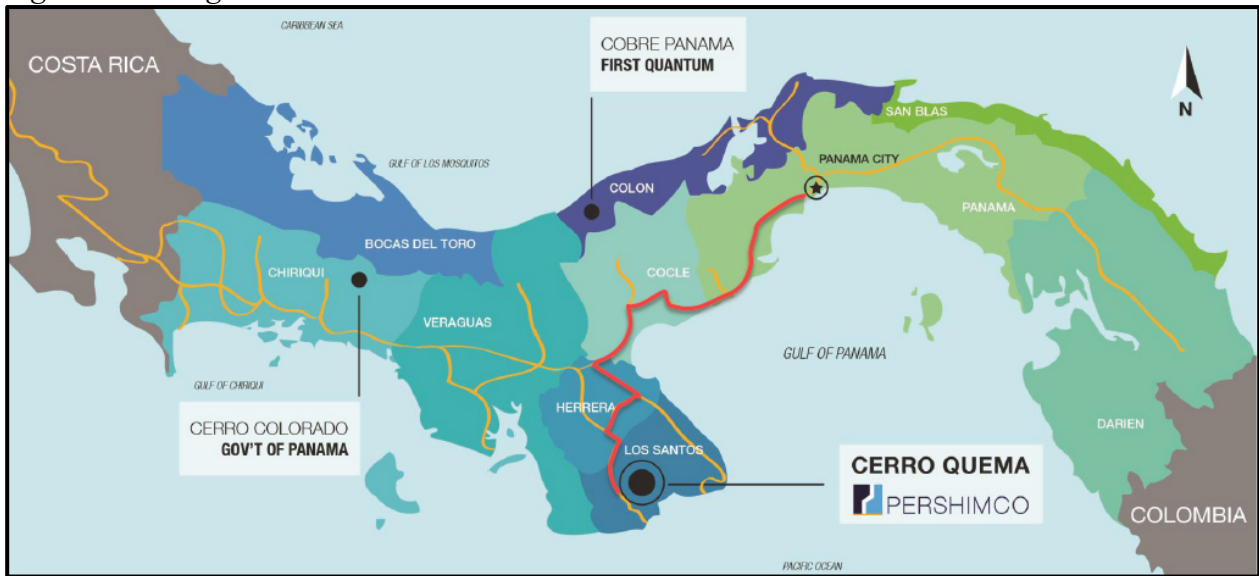 CARIBBEAN SEA
COSTA RICA
COBRE PANAMA
FIRST QUANTUM
N
SAN BLAS
GULF OF LOS MOSQUITOS
PANAMA CITY
COLON
PANAMA
BOCAS DEL TORO
CHIRIQUI
COCLE
VERAGUAS
GULF OF PANAMA
GULF OF CHIRIQUI
HERRERA
CERRO COLORADO
GOV'T OF PANAMA
DARIEN
LOS SANTOS
CERRO QUEMA
PERSHIMCO
COLOMBIA
PACIFIC OCEAN